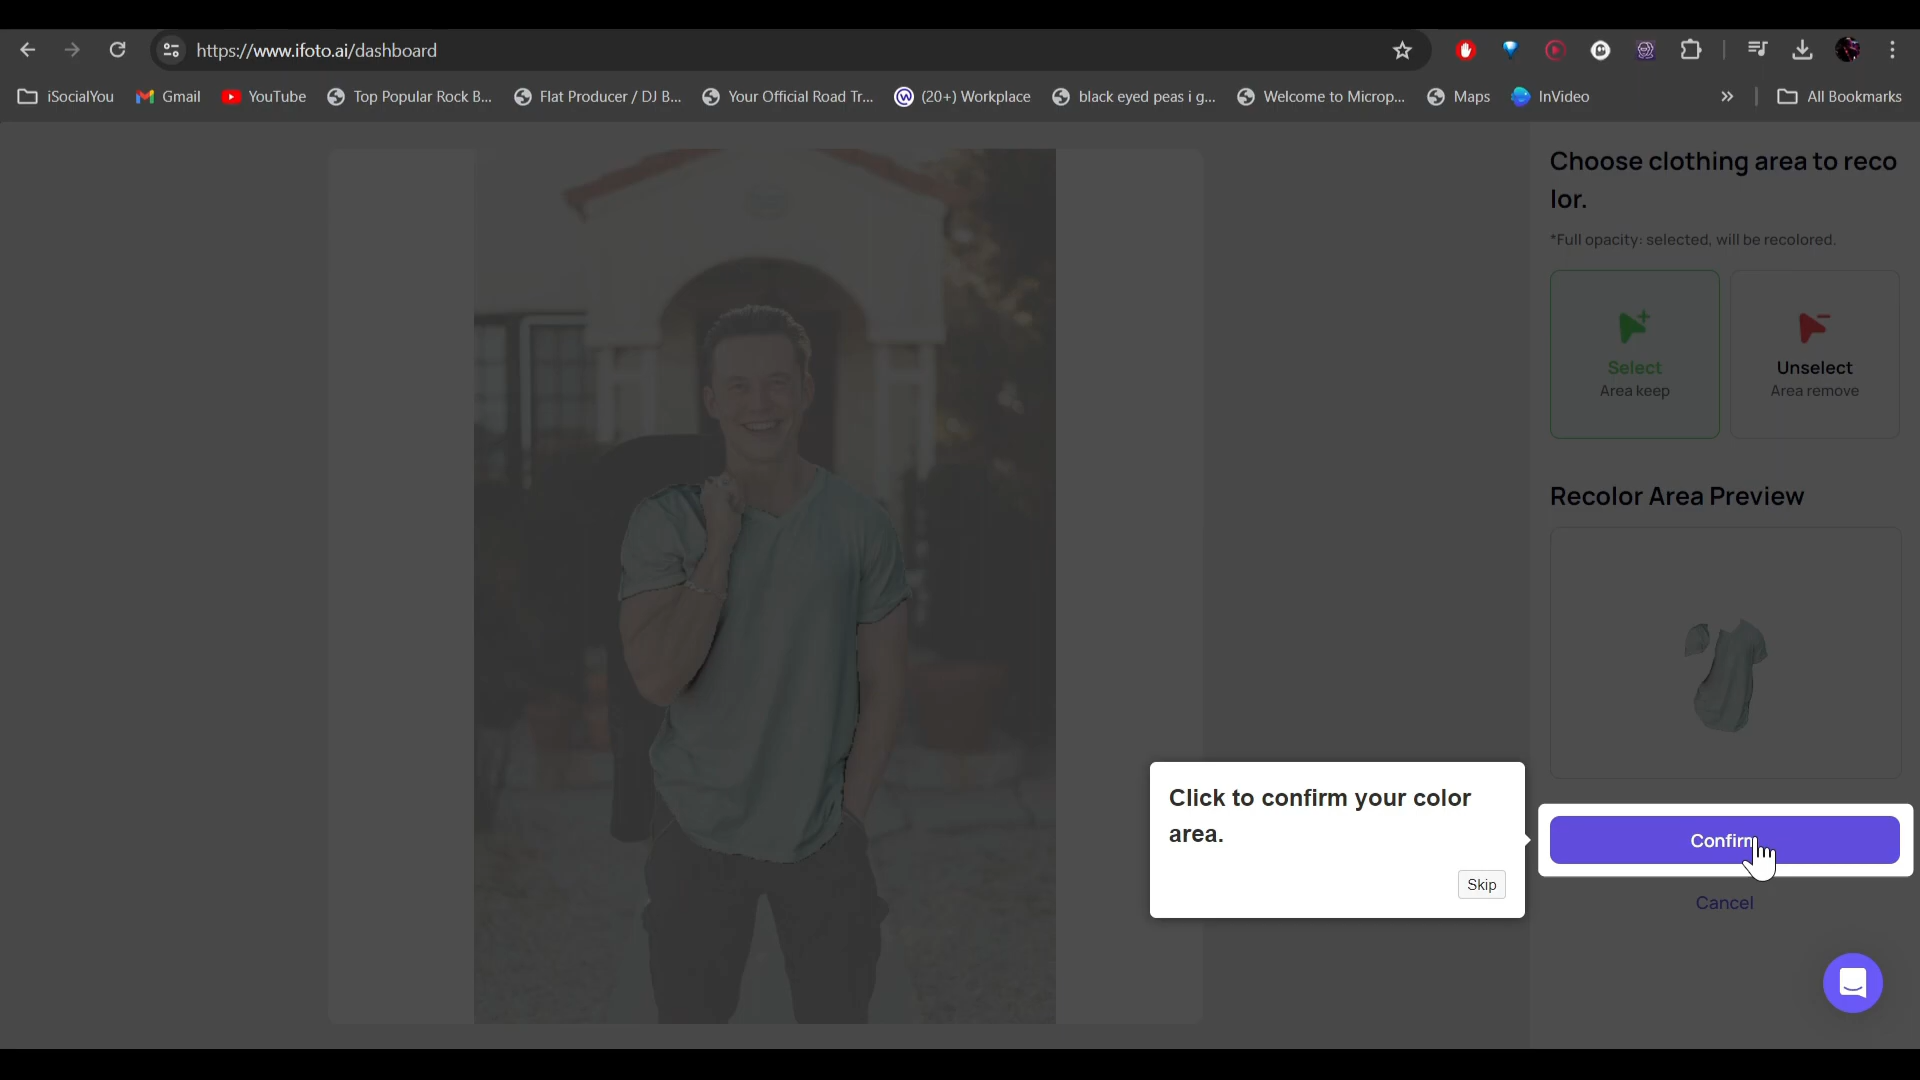 https://www.ifoto.ai/dashboard
iSocialYou
Gmail
YouTube
Top Popular Rock B...
Flat Producer / DJ B...
Your Official Road Tr...
(20+) Workplace
black eyed peas i g...
Welcome to Microp...
Maps
InVideo
All Bookmarks
Choose clothing area to reco
lor.
*Full opacity: selected, will be recolored.
Select
Area keep
Unselect
Area remove
Recolor Area Preview
Click to confirm your color
area.
Skip
Confirm
Cancel